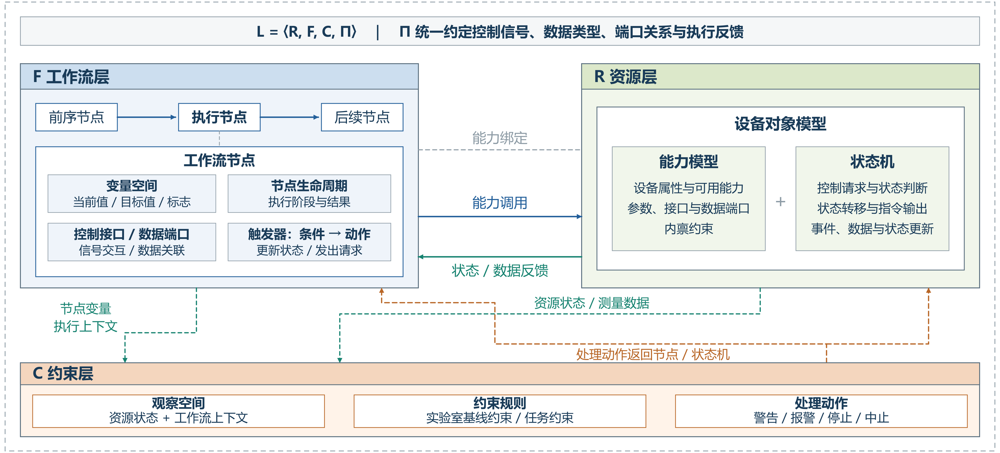 L = ⟨R, F, C, Π⟩ | Π 统一约定控制信号、数据类型、端口关系与执行反馈
F 工作流层
前序节点
执行节点
后续节点
工作流节点
变量空间
当前值 / 目标值 / 标志
节点生命周期
执行阶段与结果
控制接口 / 数据端口
信号交互 / 数据关联
触发器：条件 → 动作
更新状态 / 发出请求
能力绑定
能力调用
状态 / 数据反馈
R 资源层
设备对象模型
能力模型
设备属性与可用能力
参数、接口与数据端口
内禀约束
+
状态机
控制请求与状态判断
状态转移与指令输出
事件、数据与状态更新
节点变量
执行上下文
资源状态 / 测量数据
处理动作返回节点 / 状态机
C 约束层
观察空间
资源状态 + 工作流上下文
约束规则
实验室基线约束 / 任务约束
处理动作
警告 / 报警 / 停止 / 中止